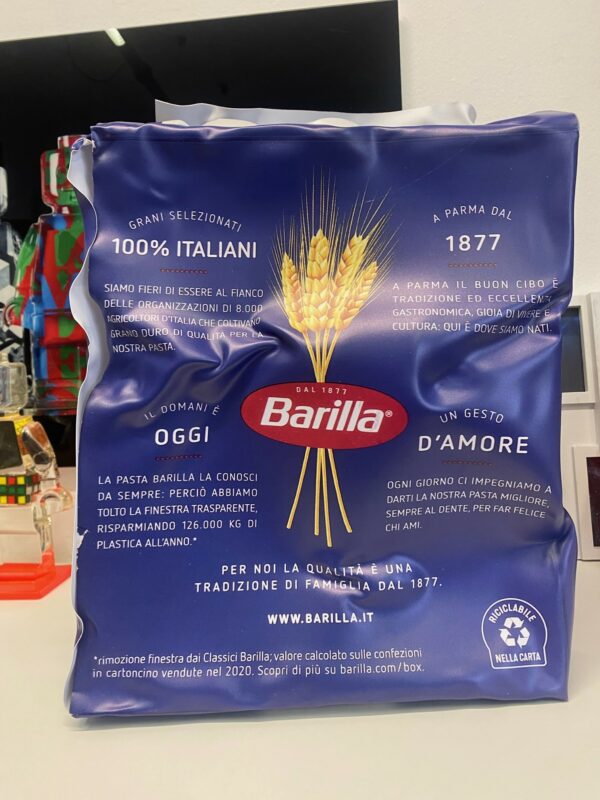 GRANI SELEZIONATI
100% ITALIANI
SIAMO FIERI DI ESSERE AL FIANCO
DELLE ORGANIZZAZIONI DI 8.000
AGRICOLTORI D'ITALIA CHE COLTIVANO
GRANO DURO DI QUALITÀ PER LA
NOSTRA PASTA.
A PARMA DAL
1877
A PARMA IL BUON CIBO È
TRADIZIONE ED ECCELLENZA
GASTRONOMICA, GIOIA DI VIVERE E
CULTURA: QUI È DOVE SIAMO NATI.
DAL 1877
Barilla®
IL DOMANI È
OGGI
LA PASTA BARILLA LA CONOSCI
DA SEMPRE: PERCIÒ ABBIAMO
TOLTO LA FINESTRA TRASPARENTE,
RISPARMIANDO 126.000 KG DI
PLASTICA ALL'ANNO.*
UN GESTO
D'AMORE
OGNI GIORNO CI IMPEGNIAMO A
DARTI LA NOSTRA PASTA MIGLIORE,
SEMPRE AL DENTE, PER FAR FELICE
CHI AMI.
PER NOI LA QUALITÀ È UNA
TRADIZIONE DI FAMIGLIA DAL 1877.
WWW.BARILLA.IT
*rimozione finestra dai Classici Barilla; valore calcolato sulle confezioni
in cartoncino vendute nel 2020. Scopri di più su barilla.com/box.
RICICLABILE
NELLA CARTA